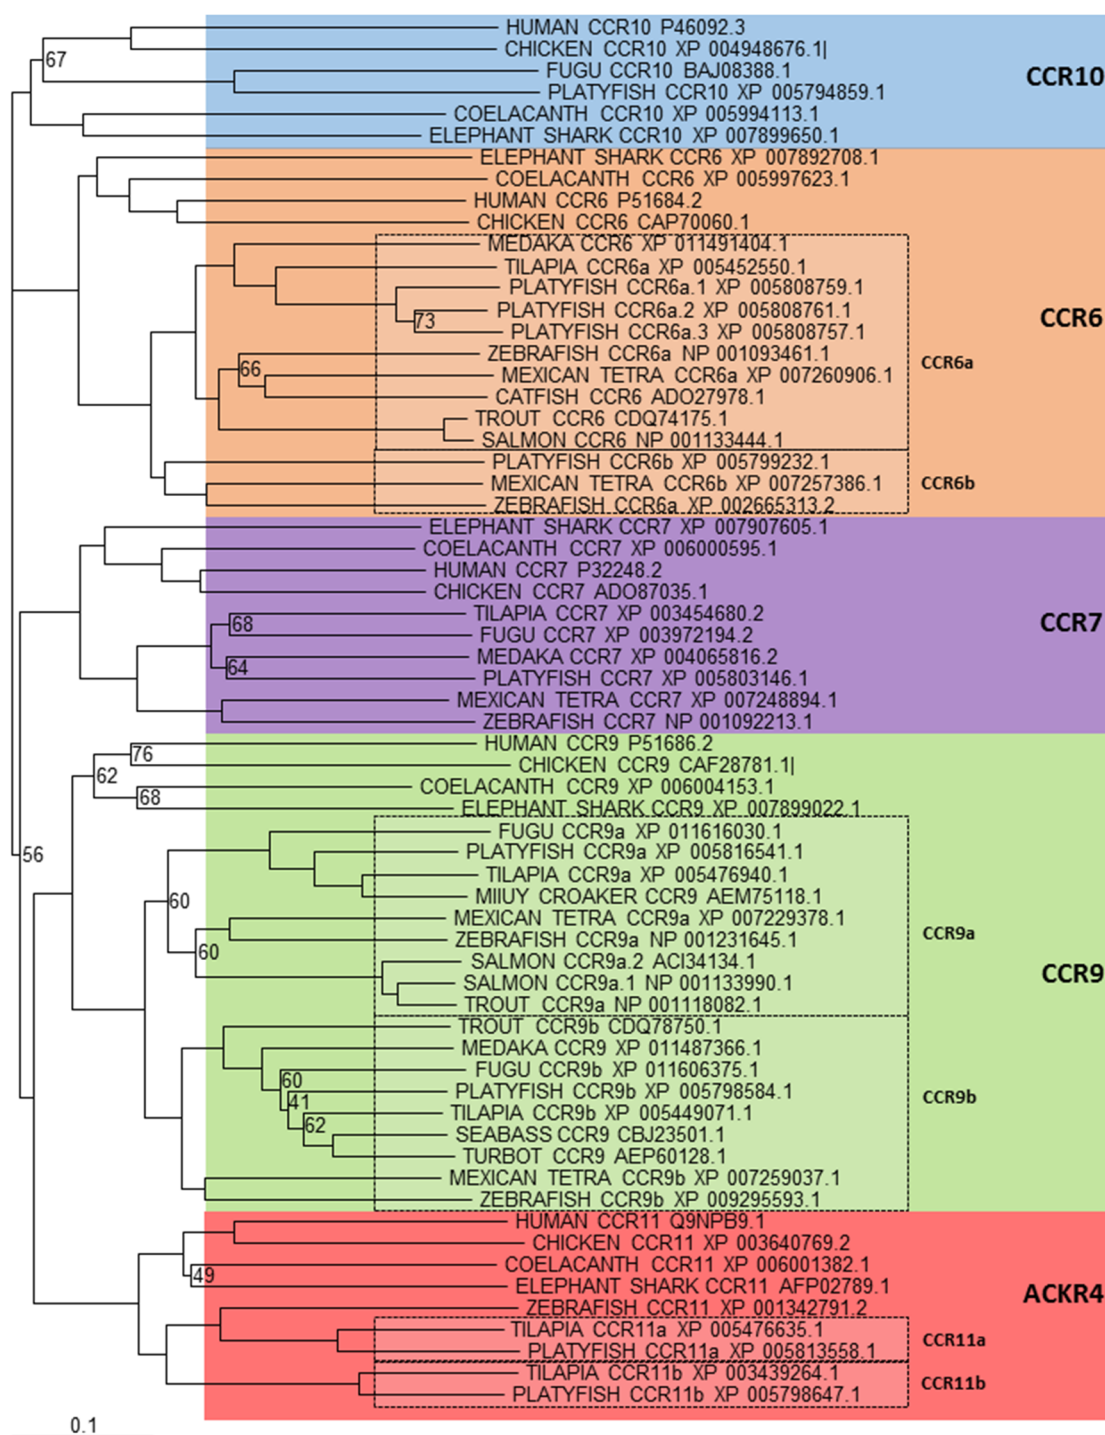 HUMAN CCR10 P46092.3
CHICKEN CCR10 XP 004948676.1|
67
FUGU CCR10 BAJ08388.1
CCR10
PLATYFISH CCR10 XP 005794859.1
COELACANTH CCR10 XP 005994113.1
ELEPHANT SHARK CCR10 XP 007899650.1
ELEPHANT SHARK CCR6 XP 007892708.1
COELACANTH CCR6 XP 005997623.1
HUMAN CCR6 P51684.2
CHICKEN CCR6 CAP70060.1
MEDAKA CCR6 XP 011491404.1
TILAPIA CCR6a XP 005452550.1
PLATYFISH CCR6a.1 XP 005808759.1
PLATYFISH CCR6a.2 XP 005808761.1
CCR6
73
PLATYFISH CCR6a.3 XP 005808757.1
ZEBRAFISH CCR6a NP 001093461.1
CCR6a
66
MEXICAN TETRA CCR6a XP 007260906.1
CATFISH CCR6 ADO27978.1
TROUT CCR6 CDQ74175.1
SALMON CCR6 NP 001133444.1
PLATYFISH CCR6b XP 005799232.1
MEXICAN TETRA CCR6b XP 007257386.1
CCR6b
ZEBRAFISH CCR6a XP 002665313.2
ELEPHANT SHARK CCR7 XP 007907605.1
COELACANTH CCR7 XP 006000595.1
HUMAN CCR7 P32248.2
CHICKEN CCR7 ADO87035.1
TILAPIA CCR7 XP 003454680.2
68
CCR7
FUGU CCR7 XP 003972194.2
MEDAKA CCR7 XP 004065816.2
64
PLATYFISH CCR7 XP 005803146.1
MEXICAN TETRA CCR7 XP 007248894.1
ZEBRAFISH CCR7 NP 001092213.1
HUMAN CCR9 P51686.2
76
CHICKEN CCR9 CAF28781.1|
62
COELACANTH CCR9 XP 006004153.1
68
ELEPHANT SHARK CCR9 XP 007899022.1
FUGU CCR9a XP 011616030.1
PLATYFISH CCR9a XP 005816541.1
56
TILAPIA CCR9a XP 005476940.1
MIIUY CROAKER CCR9 AEM75118.1
60
MEXICAN TETRA CCR9a XP 007229378.1
CCR9a
ZEBRAFISH CCR9a NP 001231645.1
60
SALMON CCR9a.2 ACI34134.1
CCR9
SALMON CCR9a.1 NP 001133990.1
TROUT CCR9a NP 001118082.1
TROUT CCR9b CDQ78750.1
MEDAKA CCR9 XP 011487366.1
FUGU CCR9b XP 011606375.1
60
PLATYFISH CCR9b XP 005798584.1
CCR9b
41
TILAPIA CCR9b XP 005449071.1
62
SEABASS CCR9 CBJ23501.1
TURBOT CCR9 AEP60128.1
MEXICAN TETRA CCR9b XP 007259037.1
ZEBRAFISH CCR9b XP 009295593.1
HUMAN CCR11 Q9NPB9.1
CHICKEN CCR11 XP 003640769.2
COELACANTH CCR11 XP 006001382.1
49
ELEPHANT SHARK CCR11 AFP02789.1
ACKR4
ZEBRAFISH CCR11 XP 001342791.2
TILAPIA CCR11a XP 005476635.1
CCR11a
PLATYFISH CCR11a XP 005813558.1
TILAPIA CCR11b XP 003439264.1
CCR11b
PLATYFISH CCR11b XP 005798647.1
0.1